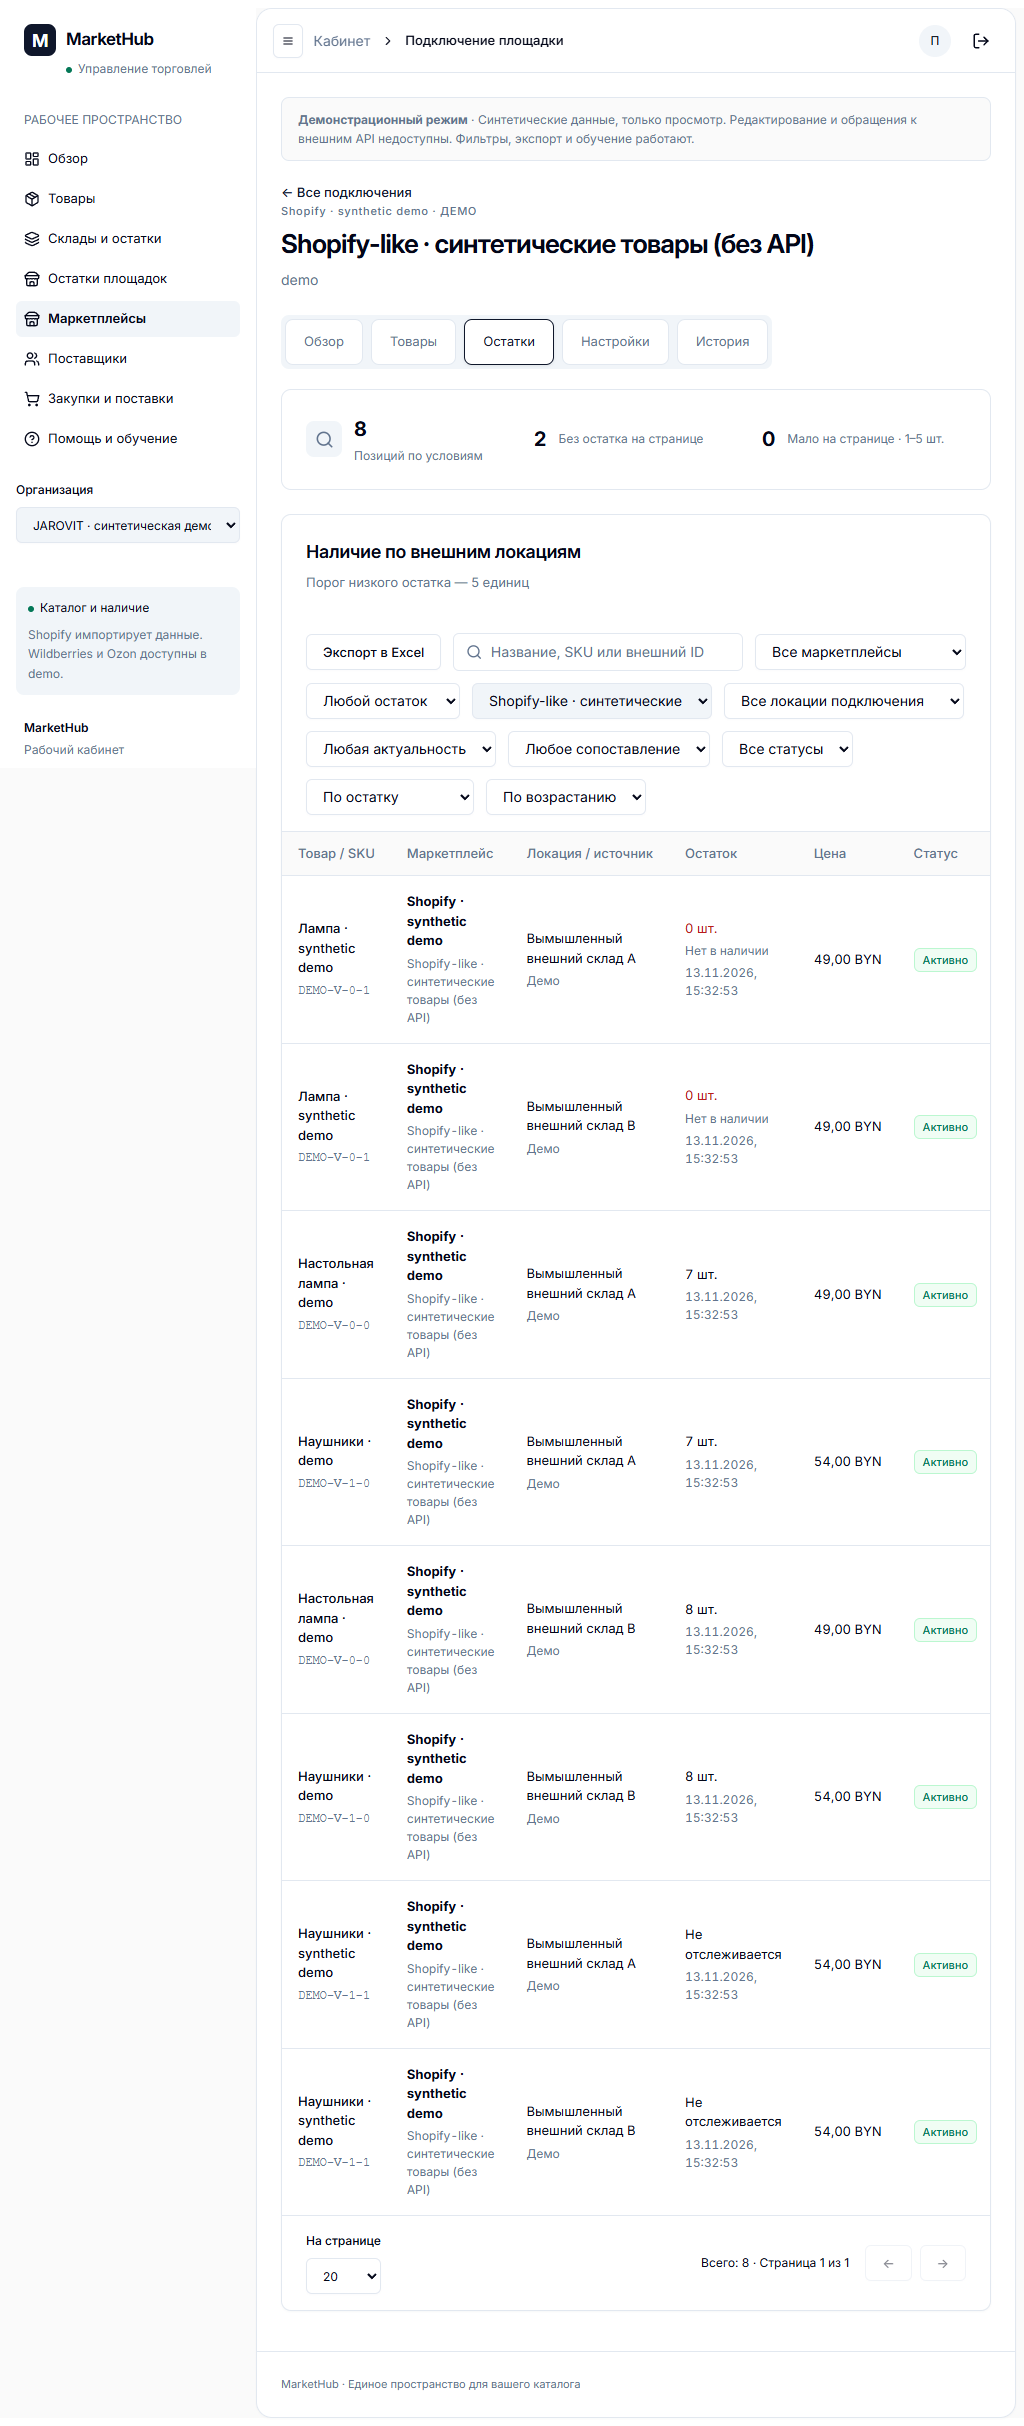 M MarketHub
Управление торговлей
РАБОЧЕЕ ПРОСТРАНСТВО
Обзор
Товары
Склады и остатки
Остатки площадок
Маркетплейсы
Поставщики
Закупки и поставки
Помощь и обучение
Организация
JAROVIT · синтетическая демо
Каталог и наличие
Shopify импортирует данные.
Wildberries и Ozon доступны в
demo.
MarketHub
Рабочий кабинет
Кабинет
Подключение площадки
П
Демонстрационный режим · Синтетические данные, только просмотр. Редактирование и обращения к
внешним API недоступны. Фильтры, экспорт и обучение работают.
← Все подключения
Shopify · synthetic demo · ДЕМО
Shopify-like · синтетические товары (без API)
demo
Обзор
Товары
Остатки
Настройки
История
8
Позиций по условиям
2 Без остатка на странице
0 Мало на странице · 1–5 шт.
Наличие по внешним локациям
Порог низкого остатка — 5 единиц
Экспорт в Excel
Название, SKU или внешний ID
Все маркетплейсы
Любой остаток
Shopify-like · синтетические
Все локации подключения
Любая актуальность
Любое сопоставление
Все статусы
По остатку
По возрастанию
Товар / SKU
Маркетплейс
Локация / источник
Остаток
Цена
Статус
Лампа ·
synthetic
demo
DEMO-V-0-1
Shopify ·
synthetic
demo
Shopify-like ·
синтетические
товары (без
API)
Вымышленный
внешний склад A
Демо
0 шт.
Нет в наличии
13.11.2026,
15:32:53
49,00 BYN
Активно
Лампа ·
synthetic
demo
DEMO-V-0-1
Shopify ·
synthetic
demo
Shopify-like ·
синтетические
товары (без
API)
Вымышленный
внешний склад B
Демо
0 шт.
Нет в наличии
13.11.2026,
15:32:53
49,00 BYN
Активно
Настольная
лампа ·
demo
DEMO-V-0-0
Shopify ·
synthetic
demo
Shopify-like ·
синтетические
товары (без
API)
Вымышленный
внешний склад A
Демо
7 шт.
13.11.2026,
15:32:53
49,00 BYN
Активно
Наушники ·
demo
DEMO-V-1-0
Shopify ·
synthetic
demo
Shopify-like ·
синтетические
товары (без
API)
Вымышленный
внешний склад A
Демо
7 шт.
13.11.2026,
15:32:53
54,00 BYN
Активно
Настольная
лампа ·
demo
DEMO-V-0-0
Shopify ·
synthetic
demo
Shopify-like ·
синтетические
товары (без
API)
Вымышленный
внешний склад B
Демо
8 шт.
13.11.2026,
15:32:53
49,00 BYN
Активно
Наушники ·
demo
DEMO-V-1-0
Shopify ·
synthetic
demo
Shopify-like ·
синтетические
товары (без
API)
Вымышленный
внешний склад B
Демо
8 шт.
13.11.2026,
15:32:53
54,00 BYN
Активно
Наушники ·
synthetic
demo
DEMO-V-1-1
Shopify ·
synthetic
demo
Shopify-like ·
синтетические
товары (без
API)
Вымышленный
внешний склад A
Демо
Не
отслеживается
13.11.2026,
15:32:53
54,00 BYN
Активно
Наушники ·
synthetic
demo
DEMO-V-1-1
Shopify ·
synthetic
demo
Shopify-like ·
синтетические
товары (без
API)
Вымышленный
внешний склад B
Демо
Не
отслеживается
13.11.2026,
15:32:53
54,00 BYN
Активно
На странице
20
Всего: 8 · Страница 1 из 1
←
→
MarketHub · Единое пространство для вашего каталога